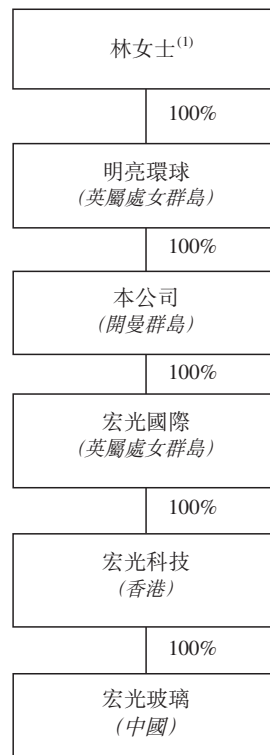 林女士(1)
100%
明亮環球
(英屬處女群島)
100%
本公司
(開曼群島)
100%
宏光國際
(英屬處女群島)
100%
宏光科技
(香港)
100%
宏光玻璃
(中國)